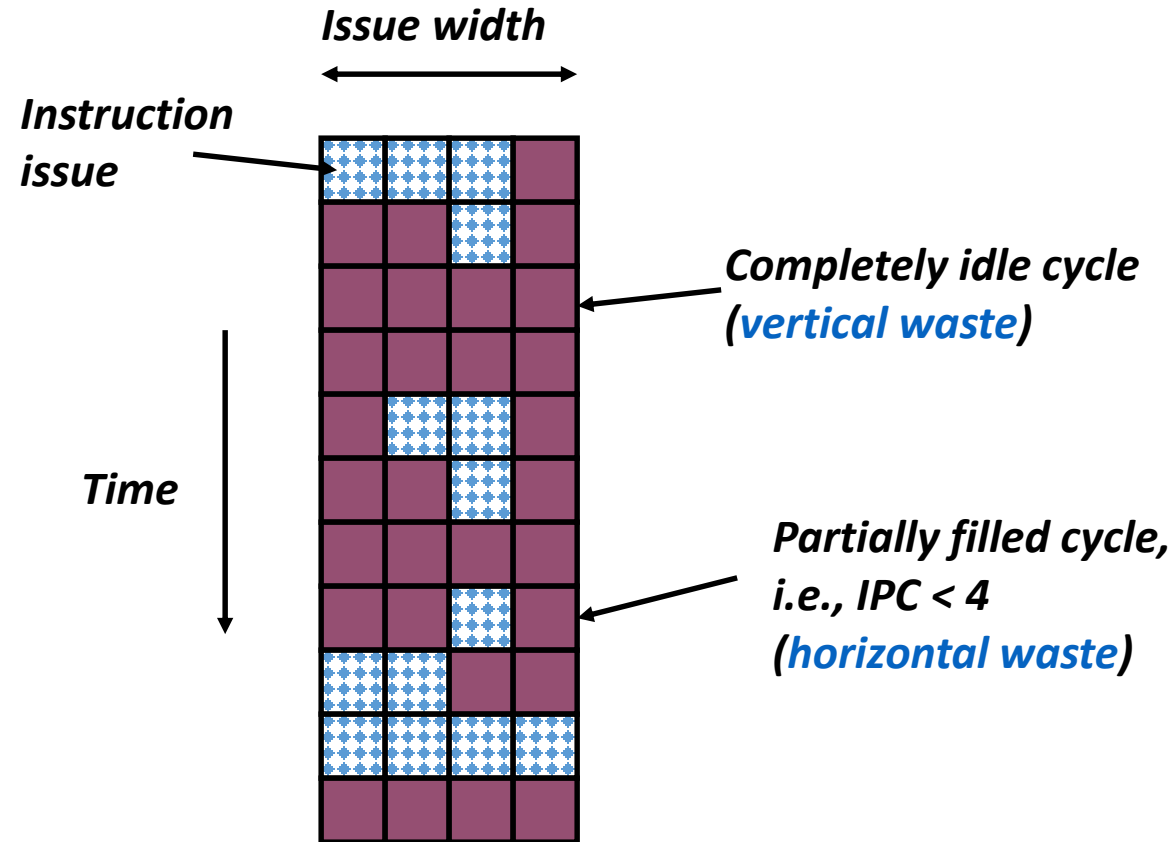 Issue width
Instruction
issue
Completely idle cycle
(vertical waste)
Time
Partially filled cycle,
i.e., IPC < 4
(horizontal waste)